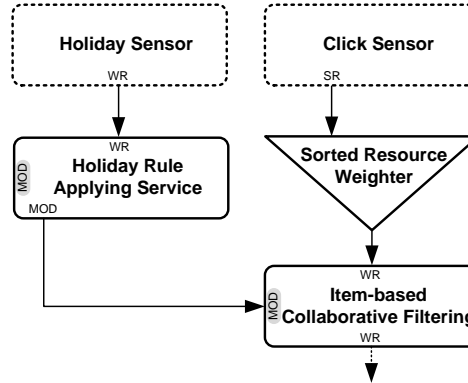 Holiday Sensor
WR
Click Sensor
SR
WR
MOD
Holiday Rule
Applying Service
MOD
Sorted Resource
Weighter
WR
MOD
Item-based
Collaborative Filtering
WR